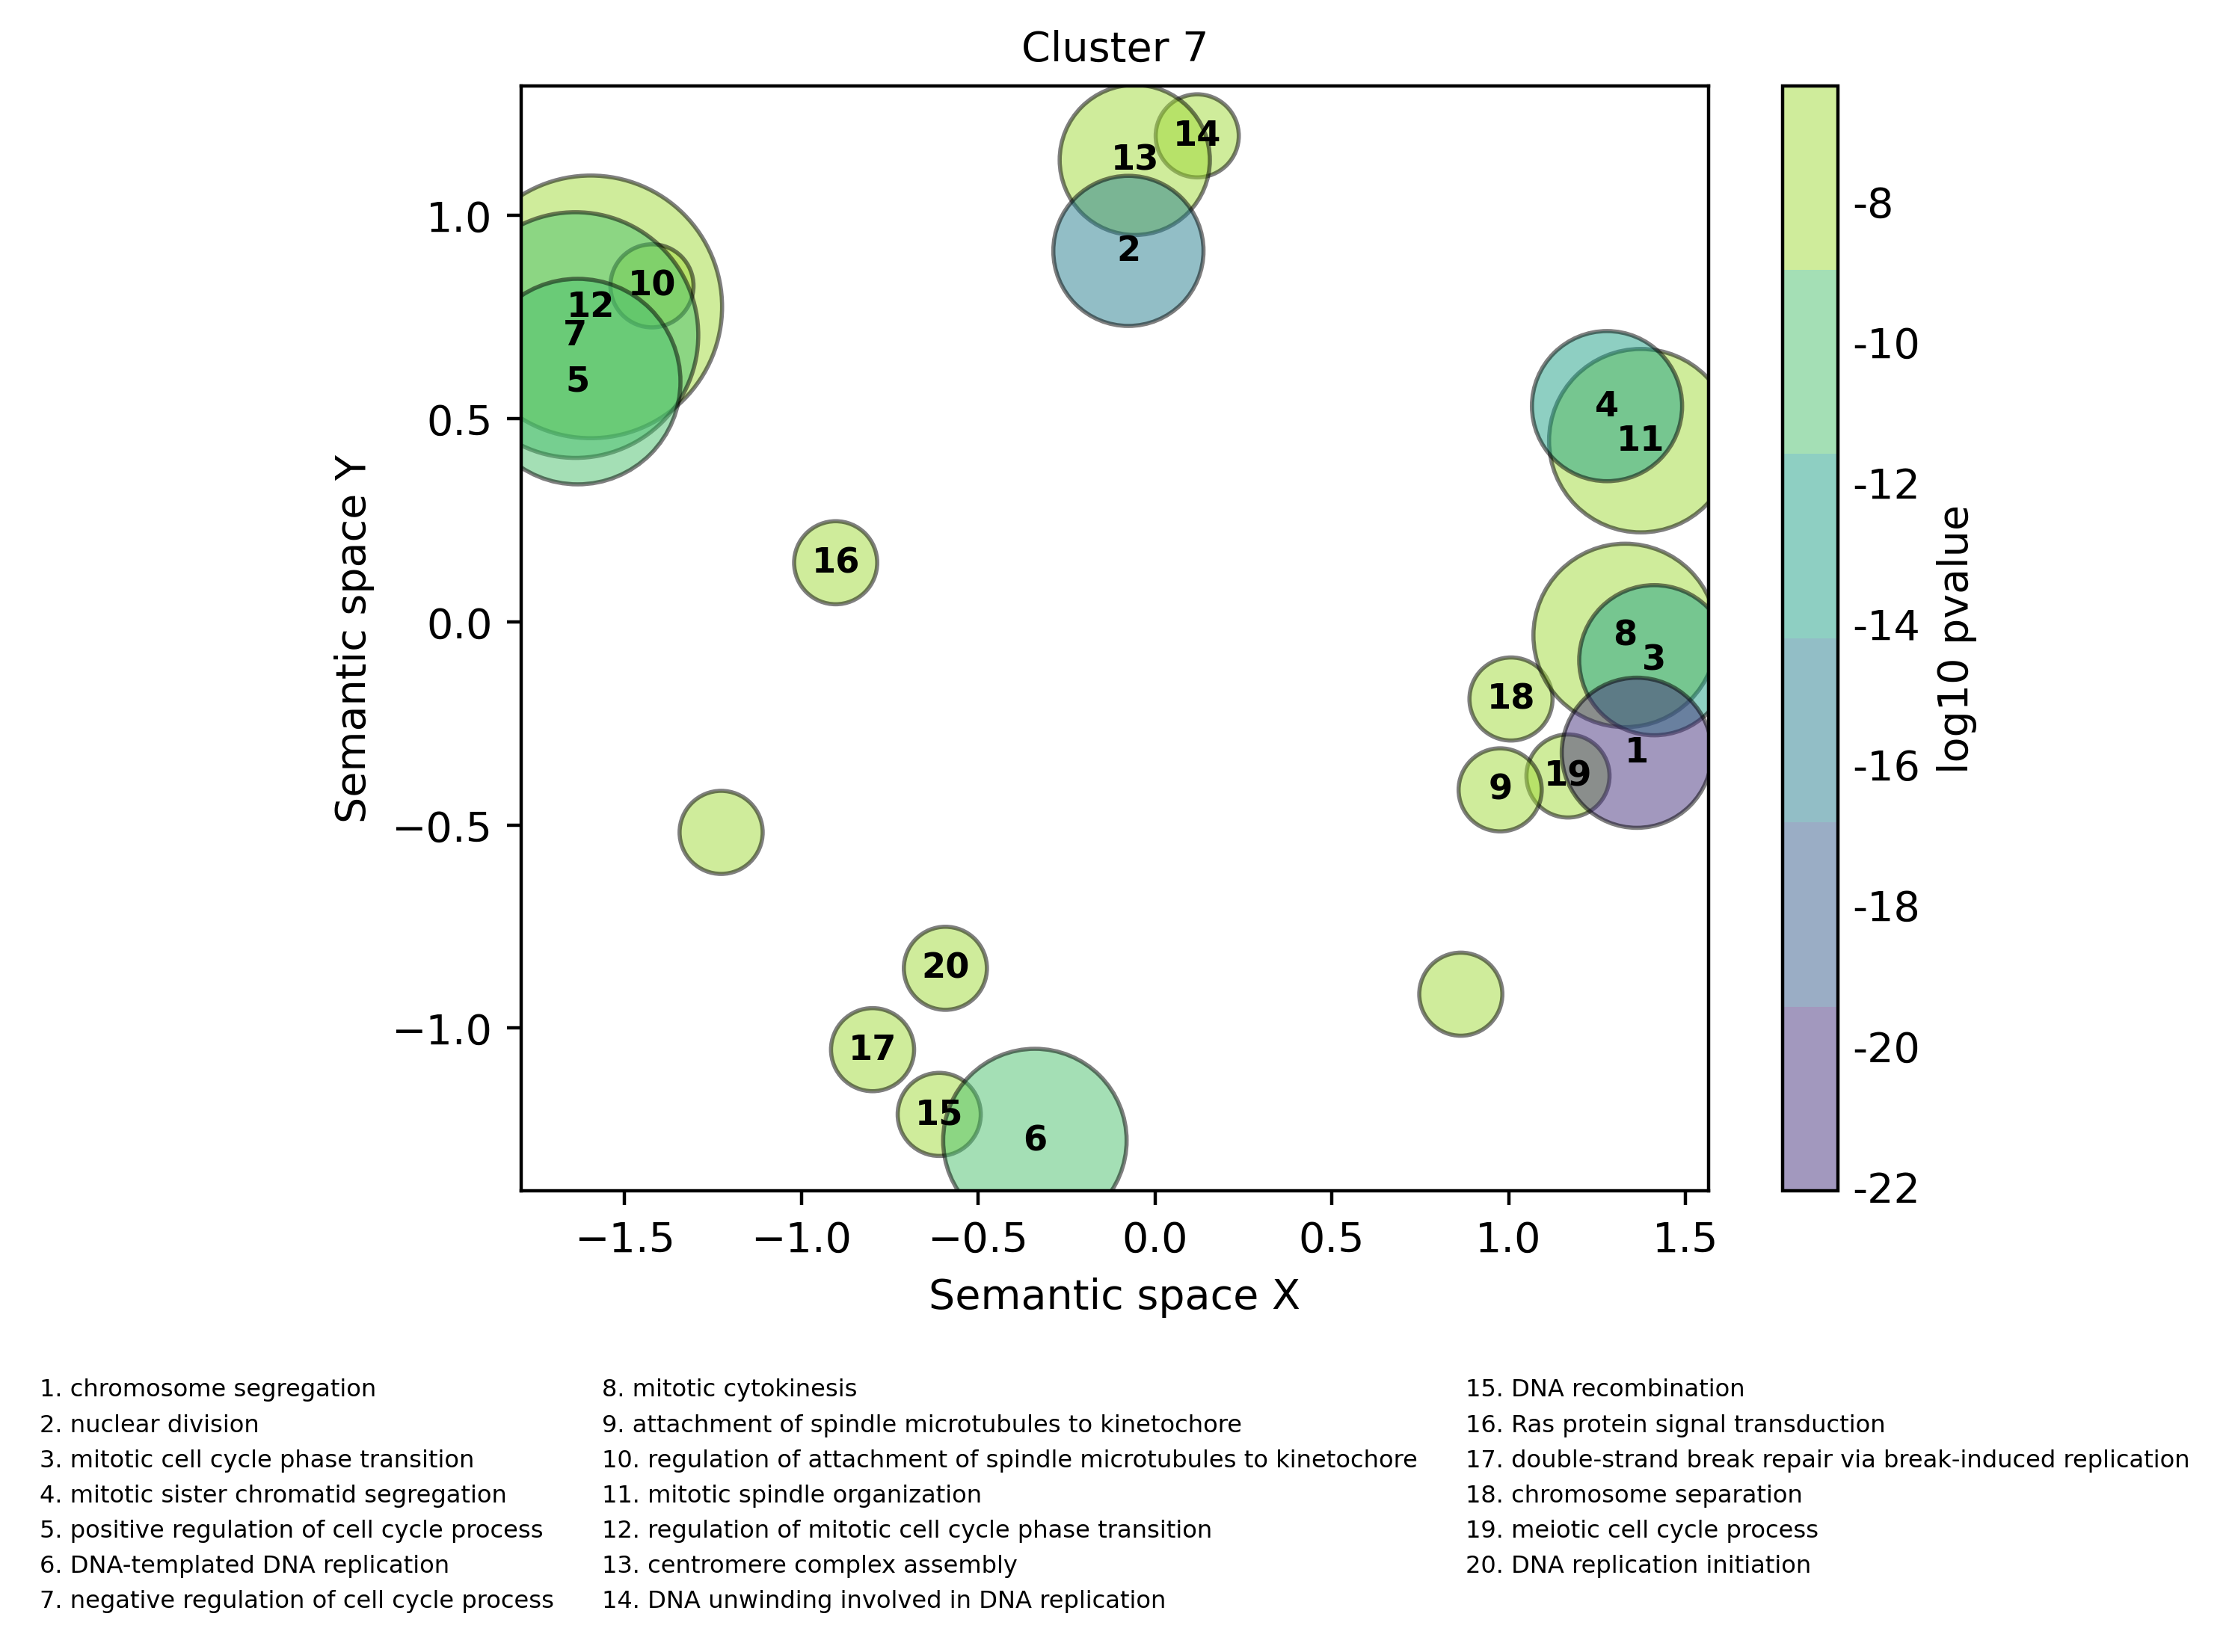 Cluster 7
14
13
2
10
12
7
5
4
11
16
8
3
18
1
19
9
20
17
15
6
1.0
0.5
0.0
−0.5
−1.0
Semantic space Y
−1.5
−1.0
−0.5
0.0
0.5
1.0
1.5
Semantic space X
-8
-10
-12
-14
-16
-18
-20
-22
log10 pvalue
1. chromosome segregation
2. nuclear division
3. mitotic cell cycle phase transition
4. mitotic sister chromatid segregation
5. positive regulation of cell cycle process
6. DNA-templated DNA replication
7. negative regulation of cell cycle process
8. mitotic cytokinesis
9. attachment of spindle microtubules to kinetochore
10. regulation of attachment of spindle microtubules to kinetochore
11. mitotic spindle organization
12. regulation of mitotic cell cycle phase transition
13. centromere complex assembly
14. DNA unwinding involved in DNA replication
15. DNA recombination
16. Ras protein signal transduction
17. double-strand break repair via break-induced replication
18. chromosome separation
19. meiotic cell cycle process
20. DNA replication initiation